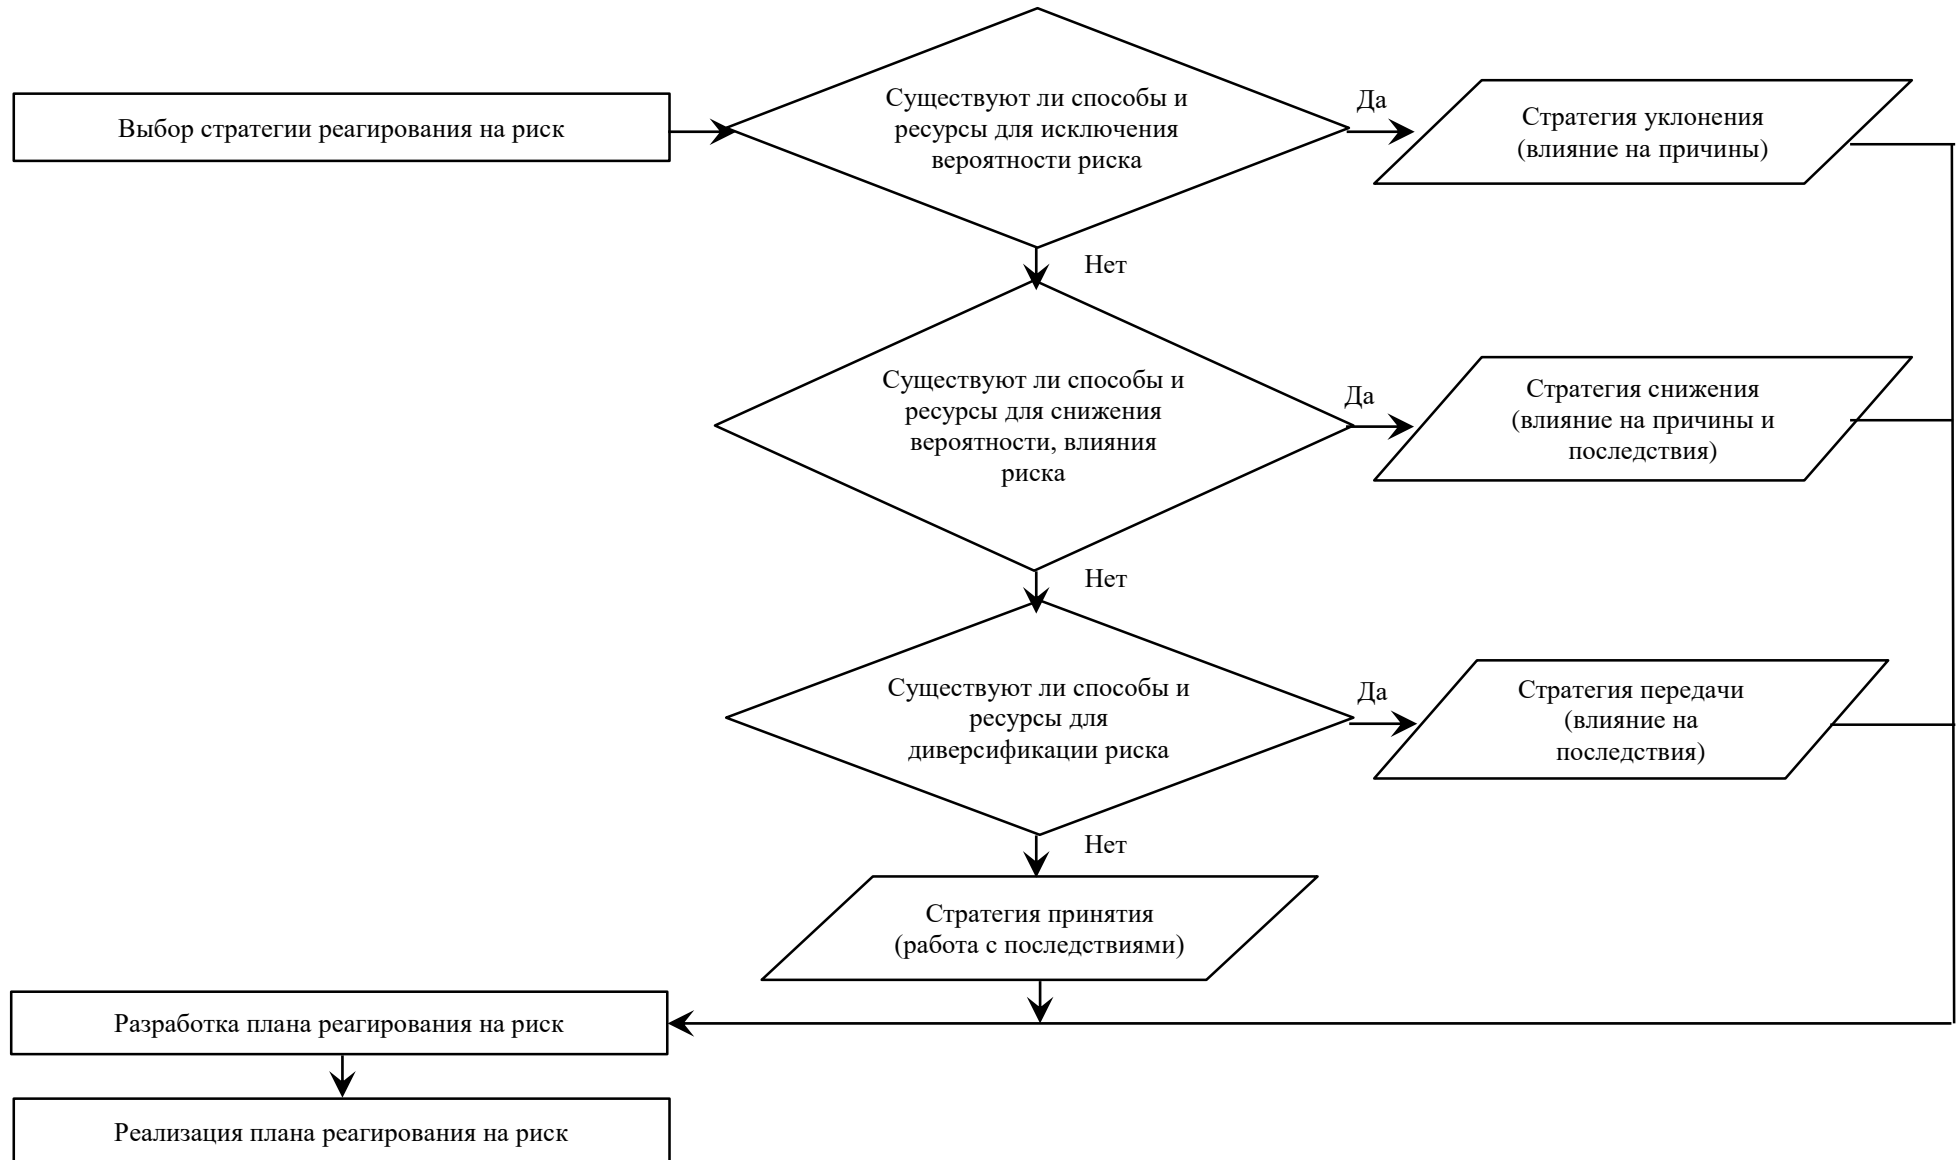 Выбор стратегии реагирования на риск
Существуют ли способы и
ресурсы для исключения
вероятности риска
Да
Стратегия уклонения
(влияние на причины)
Нет
Существуют ли способы и
ресурсы для снижения
вероятности, влияния
риска
Да
Стратегия снижения
(влияние на причины и
последствия)
Нет
Существуют ли способы и
ресурсы для
диверсификации риска
Да
Стратегия передачи
(влияние на
последствия)
Нет
Стратегия принятия
(работа с последствиями)
Разработка плана реагирования на риск
Реализация плана реагирования на риск